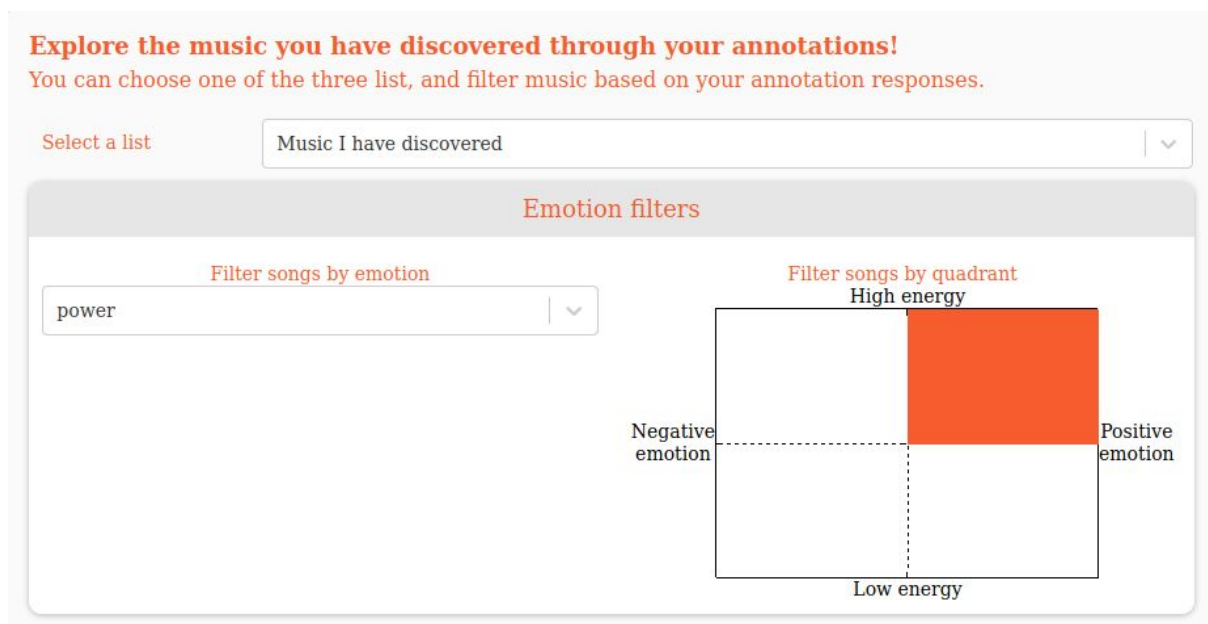 Explore the music you have discovered through your annotations!
You can choose one of the three list, and filter music based on your annotation responses.
Select a list
Music I have discovered
Emotion filters
Filter songs by emotion
power
Filter songs by quadrant
High energy
Negative
emotion
Positive
emotion
Low energy